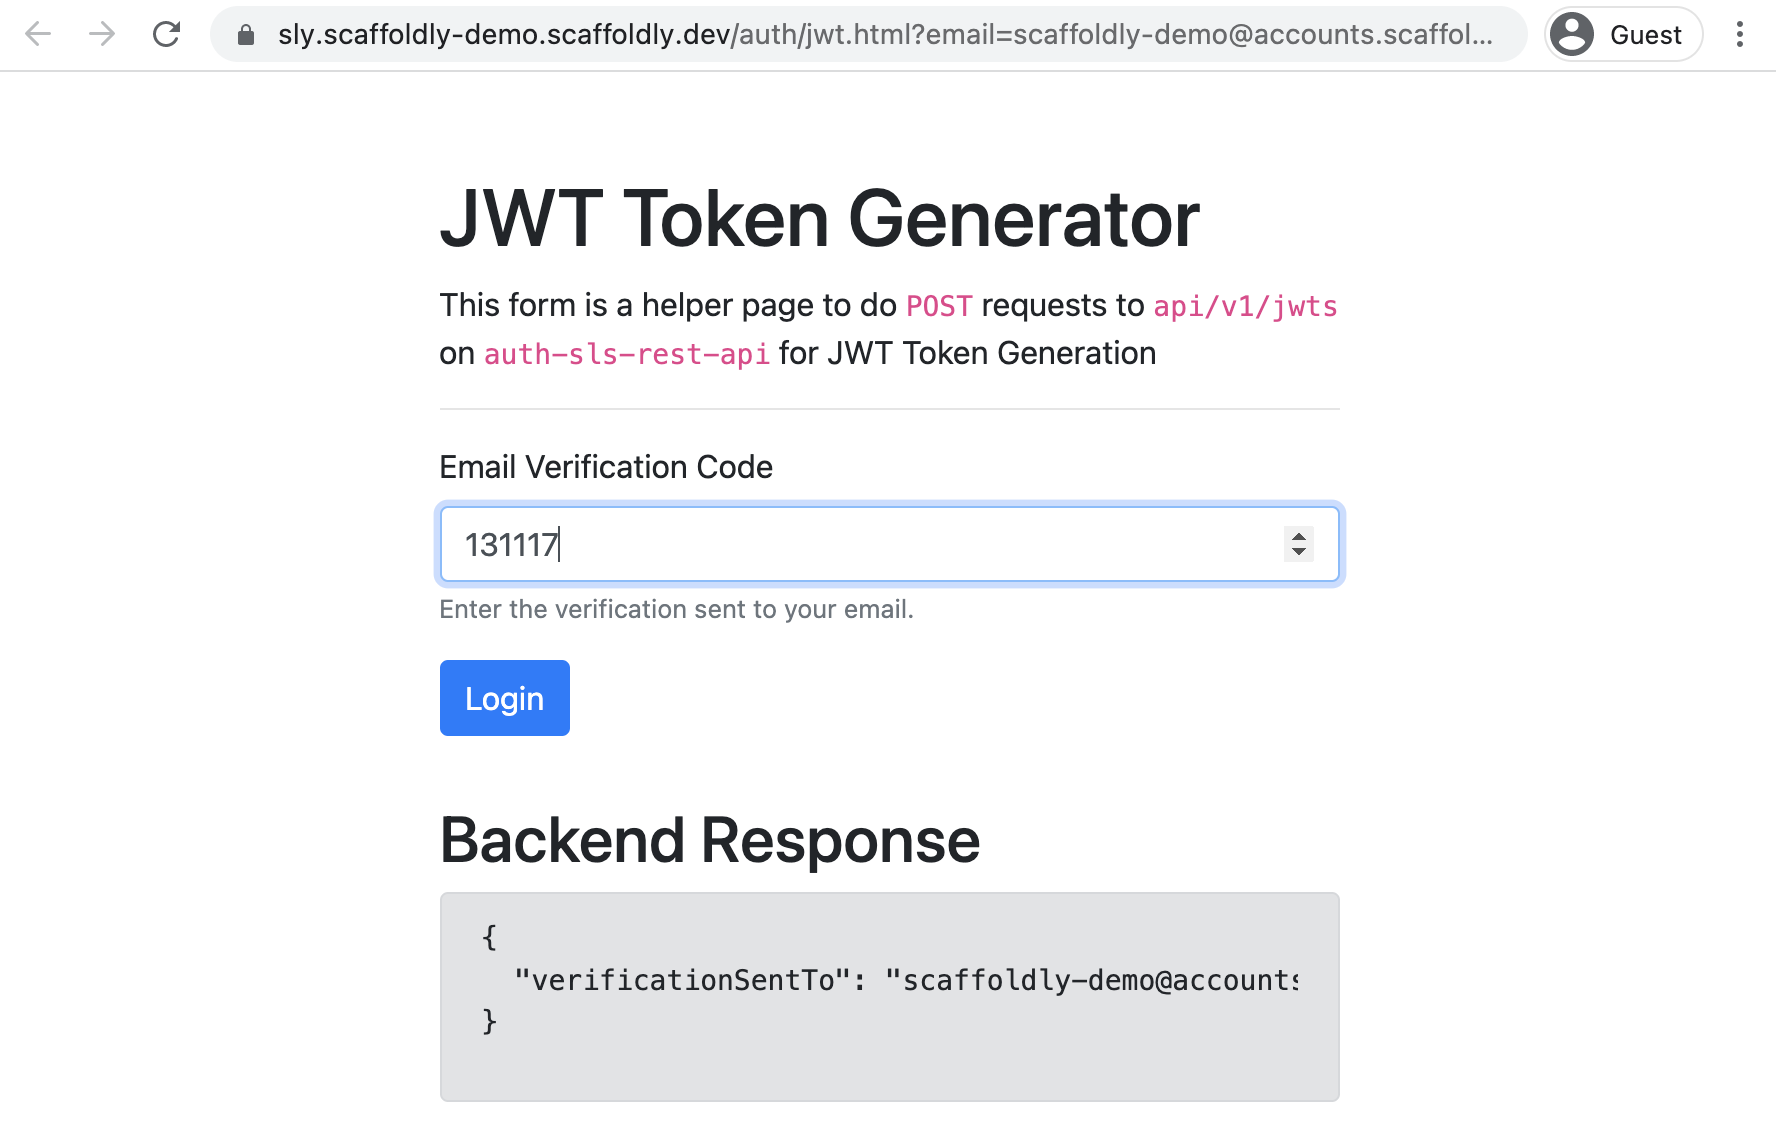 sly.scaffoldly-demo.scaffoldly.dev/auth/jwt.html?email=scaffoldly-demo@accounts.scaffol...
Guest
JWT Token Generator
This form is a helper page to do POST requests to api/v1/jwts
on auth-sls-rest-api for JWT Token Generation
Email Verification Code
131117
Enter the verification sent to your email.
Login
Backend Response
{
"verificationSentTo": "scaffoldly-demo@accounts
}